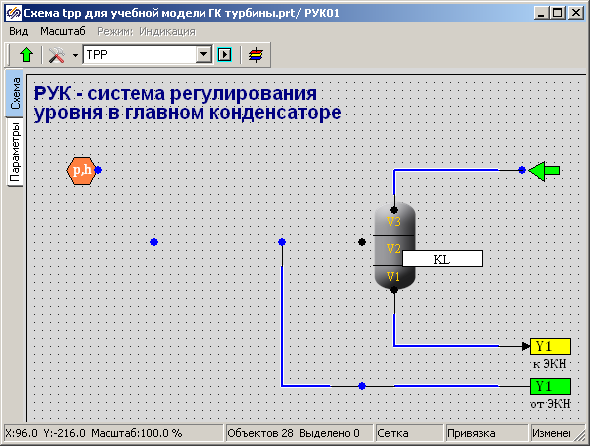 Схема tpp для учебной модели ГК турбины.prt/ РУК01
Вид Масштаб Режим: Индикация
TPP
Схема
Параметры
РУК - система регулирования
уровня в главном конденсаторе
p,h
V3
V2
KL
V1
Y1
к ЭКН
Y1
от ЭКН
X:96.0 Y:-216.0 Масштаб:100.0 % Объектов 28 Выделено 0 Сетка Привязка Изменен